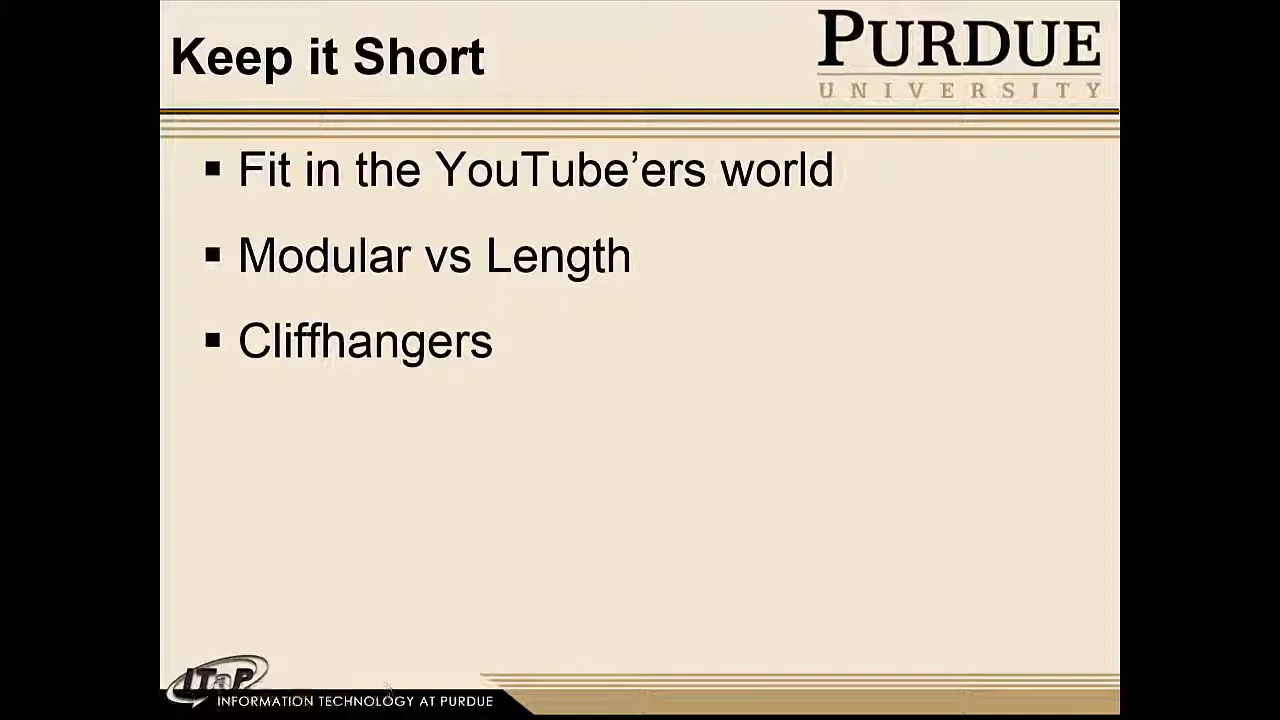 Keep it Short
PURDUE
UNIVERSITY
▪ Fit in the YouTube’ers world
▪ Modular vs Length
▪ Cliffhangers
ITaP
INFORMATION TECHNOLOGY AT PURDUE